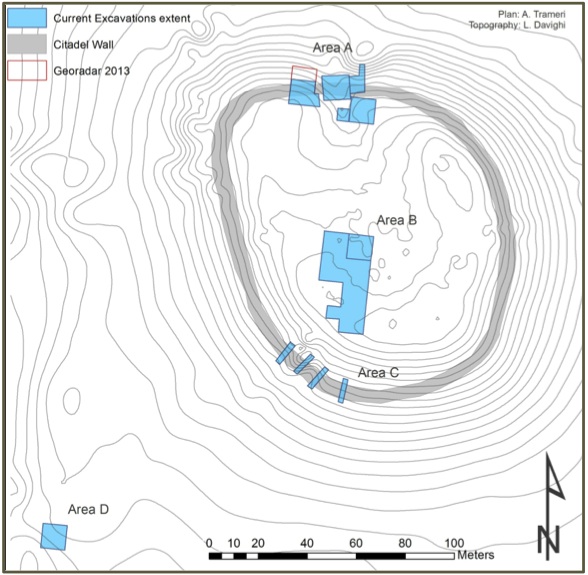 Current Excavations extent
Citadel Wall
Georadar 2013
Plan: A. Trameri
Topography: L. Davighi
Area A
Area B
Area C
Area D
N
0 10 20 40 60 80 100
Meters